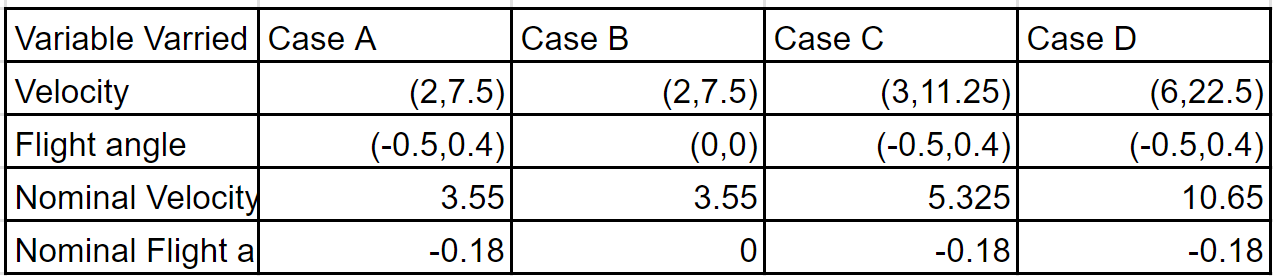 Variable Varried Case A Case B Case C Case D
Velocity (2,7.5) (2,7.5) (3,11.25) (6,22.5)
Flight angle (-0.5,0.4) (0,0) (-0.5,0.4) (-0.5,0.4)
Nominal Velocity 3.55 3.55 5.325 10.65
Nominal Flight a -0.18 0 -0.18 -0.18